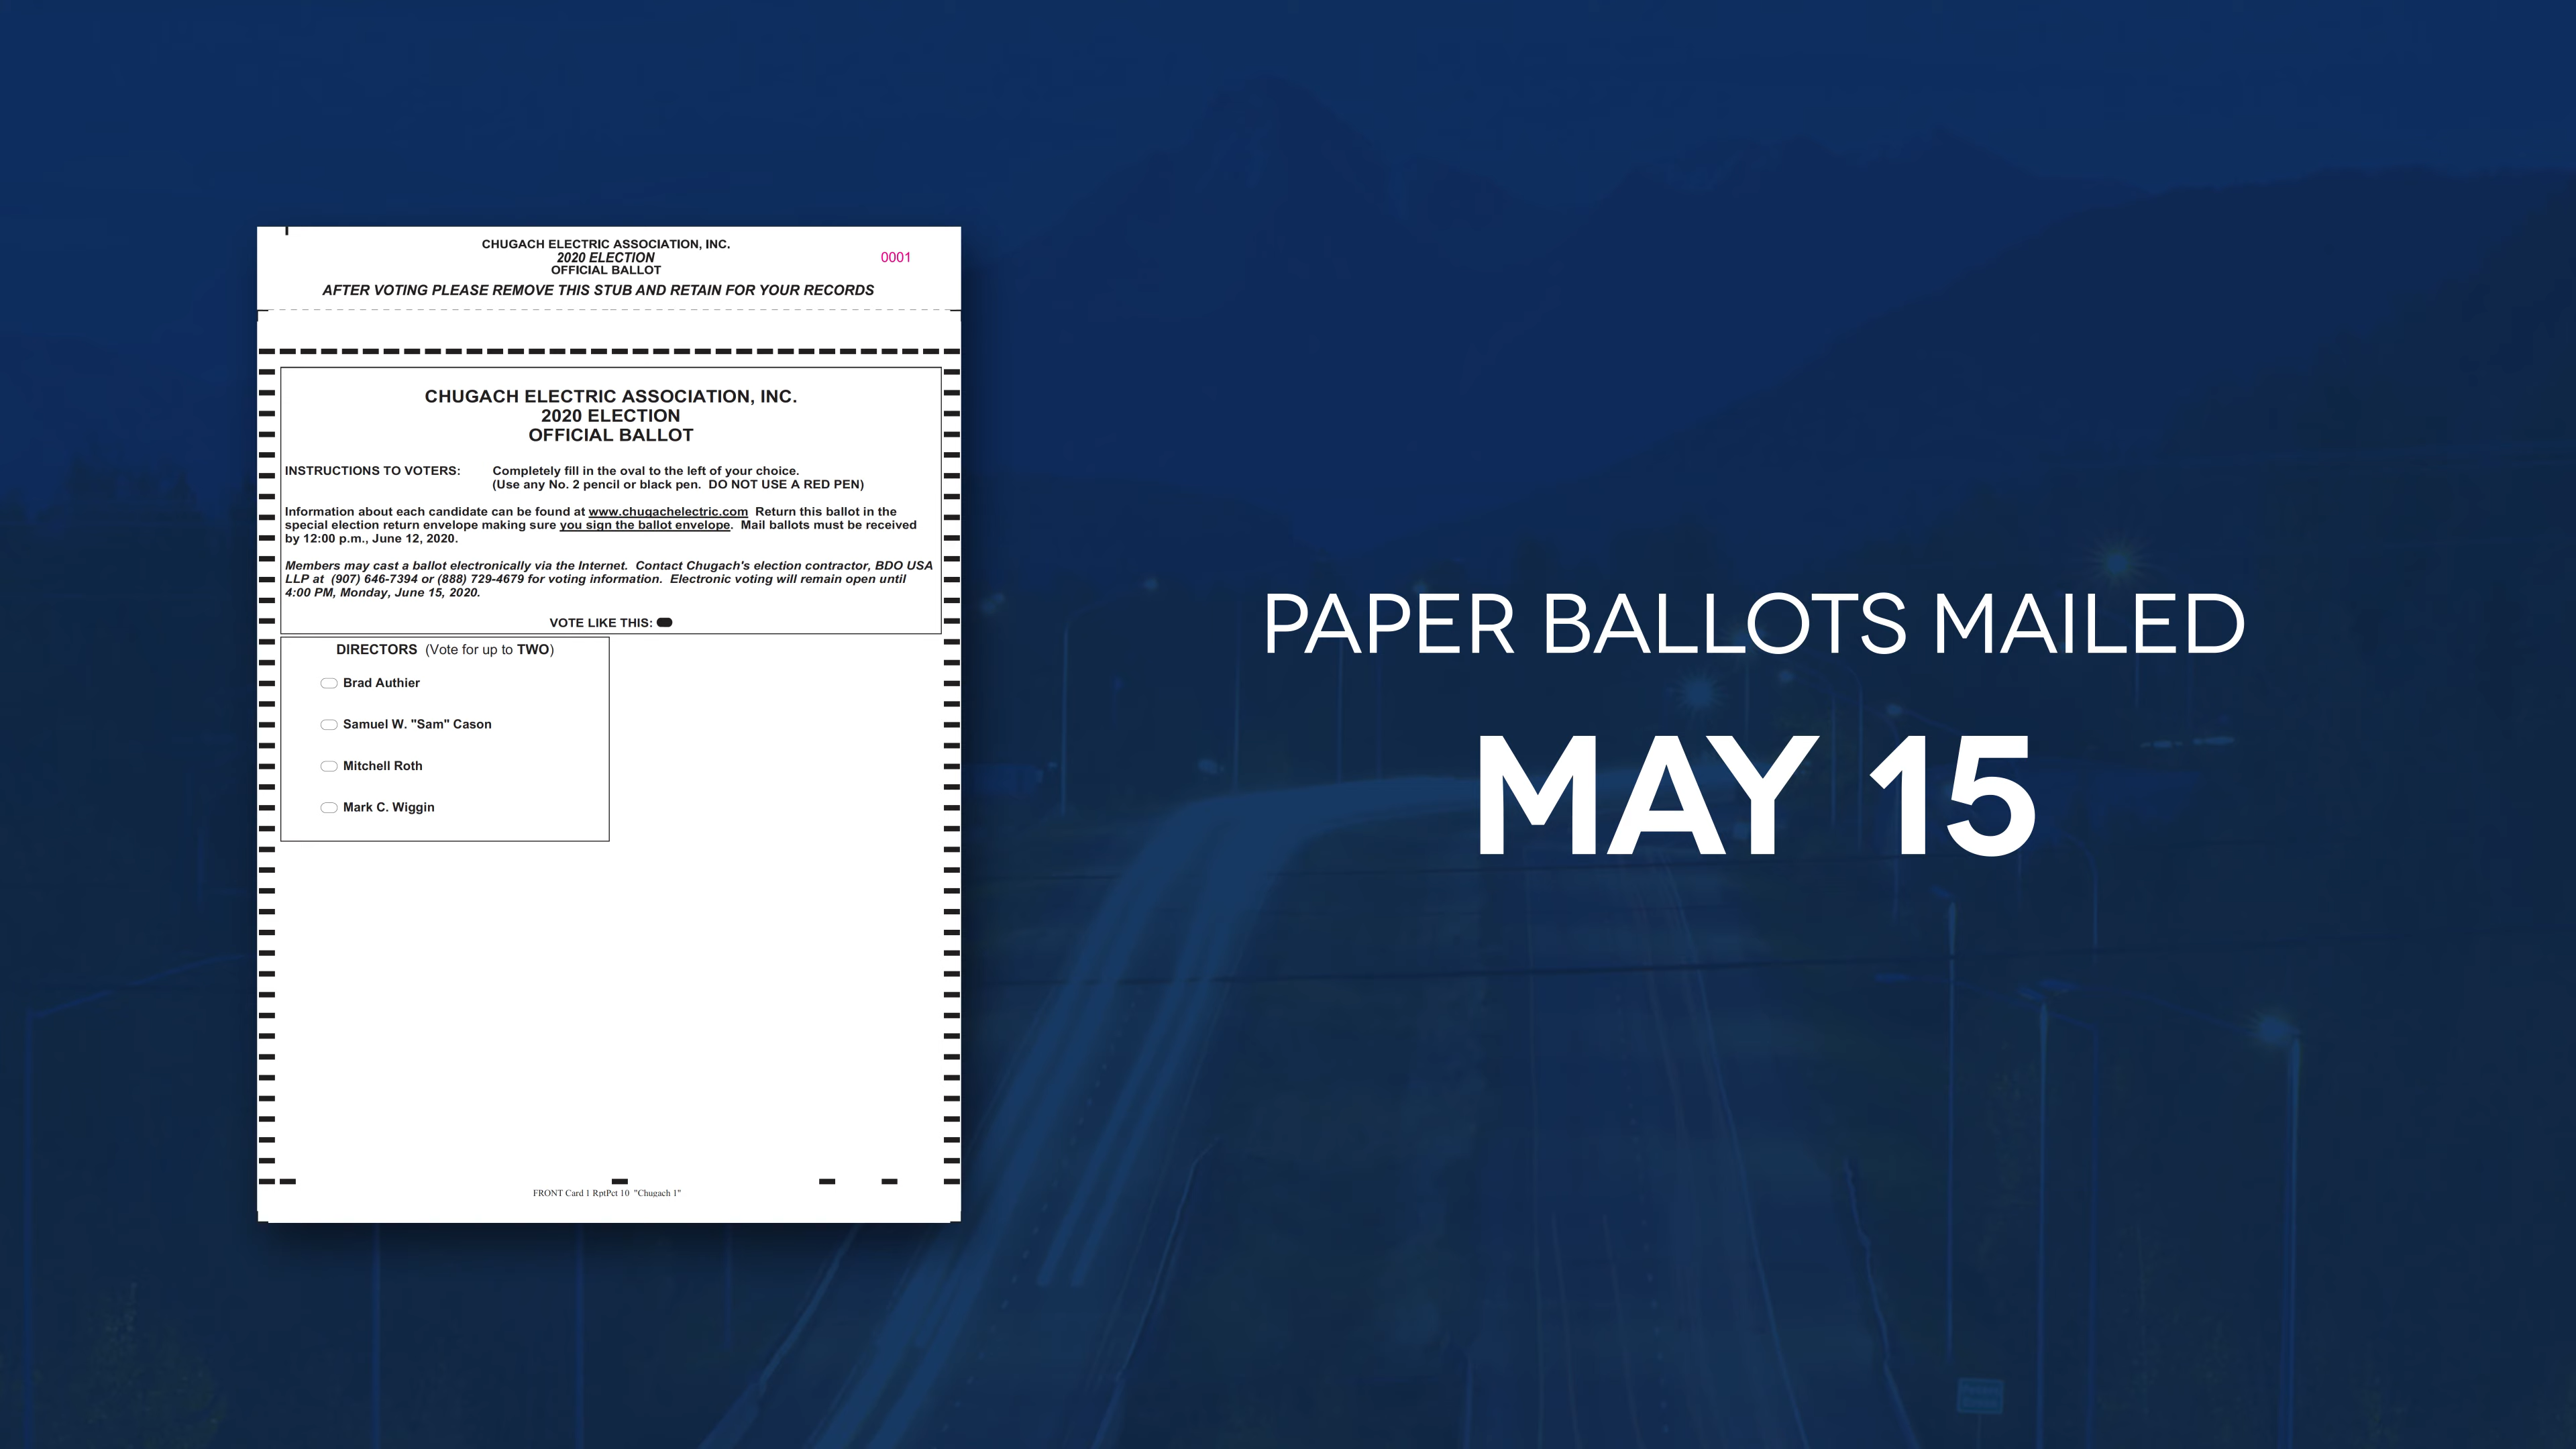 CHUGACH ELECTRIC ASSOCIATION, INC.
2020 ELECTRION
OFFICIAL BALLOT
0001
AFTER VOTING PLEASE REMOVE THIS STUB AND RETAIN FOR YOUR RECORDS
CHUGACH ELECTRIC ASSOCIATION, INC.
2020 ELECTION
OFFICIAL BALLOT
INSTRUCTIONS TO VOTERS: Completely fill in the oval to the left of your choice.
(Use any No. 2 pencil or black pen. DO NOT USE A RED PEN)
Information about each candidate can be found at www.chugachelectric.com Return this ballot in the
special election return envelope making sure you sign the ballot envelope. Mail ballots must be received
by 12:00 p.m., June 12, 2020.
Members may cast a ballot electronically via the Internet. Contact Chugach's election contractor, BDO USA
LLP at (907) 646-7394 or (888) 729-4679 for voting information. Electronic voting will remain open until
4:00 PM, Monday, June 15, 2020.
VOTE LIKE THIS:
DIRECTORS (Vote for up to TWO)
Brad Authier
Samuel W. "Sam" Cason
Mitchell Roth
Mark C. Wiggin
FRONT Card 1 RptPct 10 "Chugach 1"
PAPER BALLOTS MAILED
MAY 15